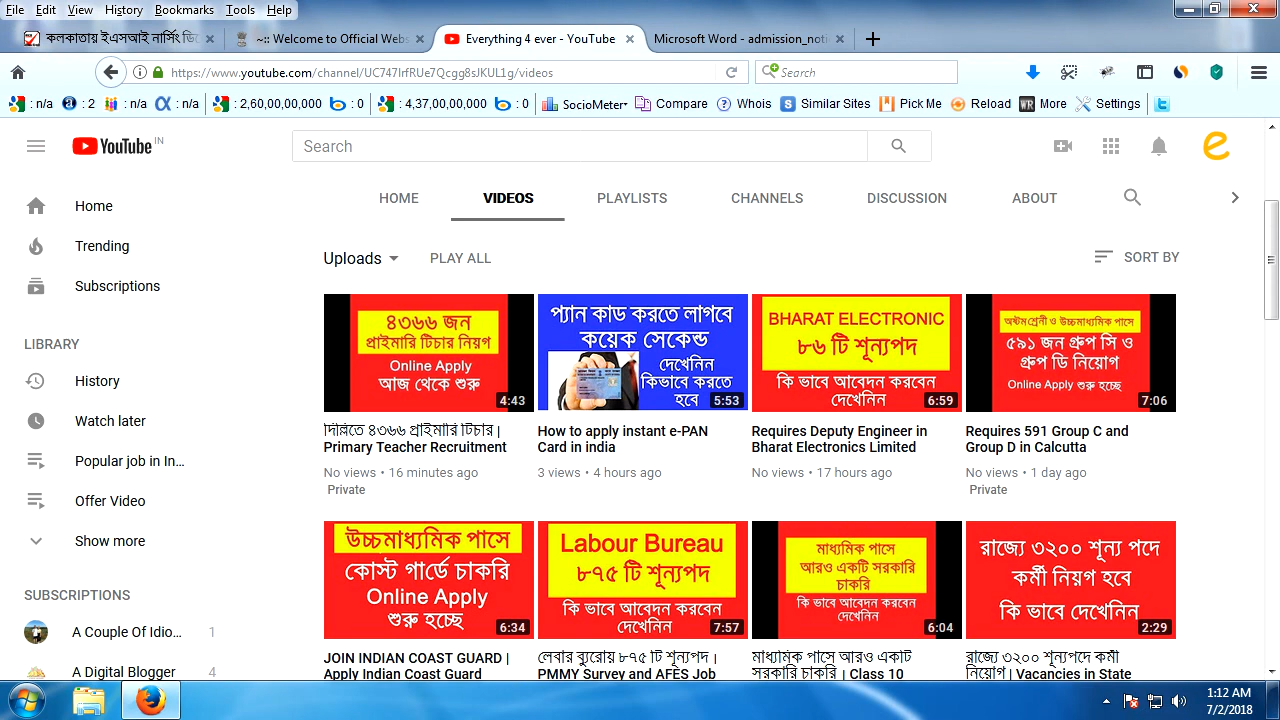 File Edit View History Bookmarks Tools Help
কলকাতায় ইএসআই নার্সিং ডি
~:: Welcome to Official Webs
Everything 4 ever - YouTube
Microsoft Word - admission_noti
https://www.youtube.com/channel/UC747lrfRUe7Qcgg8sJKUL1g/videos
Search
: n/a : 2 : n/a : n/a : 2,60,00,00,000 : 0 : 4,37,00,00,000 : 0 SocioMeter Compare Whois Similar Sites Pick Me Reload WR More Settings
YouTube IN
Search
HOME VIDEOS PLAYLISTS CHANNELS DISCUSSION ABOUT
Home
Trending
Subscriptions
LIBRARY
History
Watch later
Popular job in In...
Offer Video
Show more
SUBSCRIPTIONS
A Couple Of Idio... 1
A Digital Blogger 4
Uploads PLAY ALL SORT BY
৪৩৬৬ জন
প্রাইমারি টিচার নিয়গ
Online Apply
আজ থেকে শুরু
4:43
দিল্লিতে ৪৩৬৬ প্রাইমারি টিচার |
Primary Teacher Recruitment
No views • 16 minutes ago
Private
প্যান কাড করতে লাগবে
কয়েক সেকেন্ড
দেখেনিন
কিভাবে করতে
হবে
5:53
How to apply instant e-PAN
Card in india
3 views • 4 hours ago
BHARAT ELECTRONIC
৮৬ টি শূন্যপদ
কি ভাবে আবেদন করবেন
দেখেনিন
6:59
Requires Deputy Engineer in
Bharat Electronics Limited
No views • 17 hours ago
অষ্টম শ্রেনী ও উচ্চমাধ্যমিক পাসে
৫৯১ জন গ্রুপ সি ও
গ্রুপ ডি নিয়োগ
Online Apply শুরু হচ্ছে
7:06
Requires 591 Group C and
Group D in Calcutta
No views • 1 day ago
Private
উচ্চমাধ্যমিক পাসে
কোস্ট গার্ডে চাকরি
Online Apply
শুরু হচ্ছে
6:34
JOIN INDIAN COAST GUARD |
Apply Indian Coast Guard
Labour Bureau
৮৭৫ টি শূন্যপদ
কি ভাবে আবেদন করবেন
দেখেনিন
7:57
লেবার ব্যুরোয় ৮৭৫ টি শূন্যপদ |
PMMY Survey and AFES Job
মাধ্যমিক পাসে
আরও একটি সরকারি
চাকরি
কি ভাবে আবেদন করবেন
দেখেনিন
6:04
মাধ্যমিক পাসে আরও একটি
সরকারি চাকরি | Class 10
রাজ্যে ৩২০০ শূন্য পদে
কর্মী নিয়গ হবে
কি ভাবে দেখেনিন
2:29
রাজ্যে ৩২০০ শূন্যপদে কর্মী
নিয়োগ | Vacancies in State
1:12 AM
7/2/2018